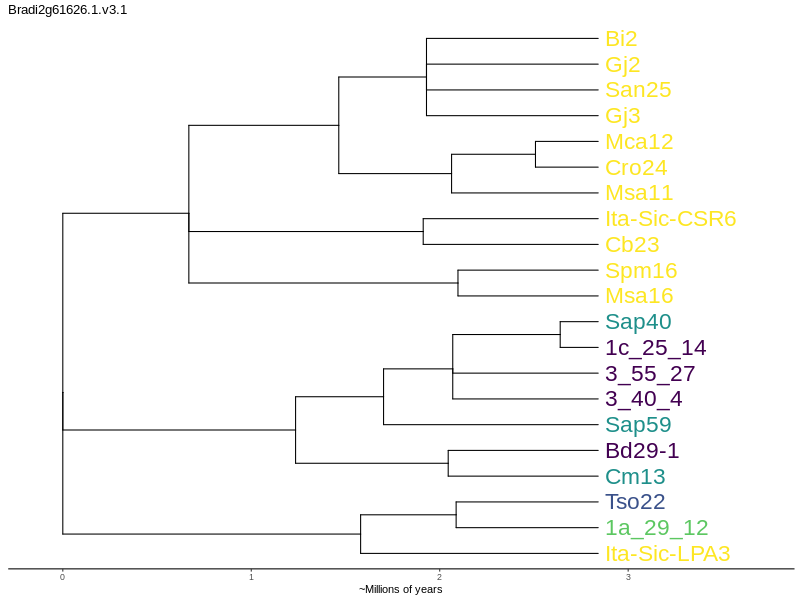 Bradi2g61626.1.v3.1
Bi2
Gj2
San25
Gj3
Mca12
Cro24
Msa11
Ita-Sic-CSR6
Cb23
Spm16
Msa16
Sap40
1c_25_14
3_55_27
3_40_4
Sap59
Bd29-1
Cm13
Tso22
1a_29_12
Ita-Sic-LPA3
0 1 2 3
~Millions of years